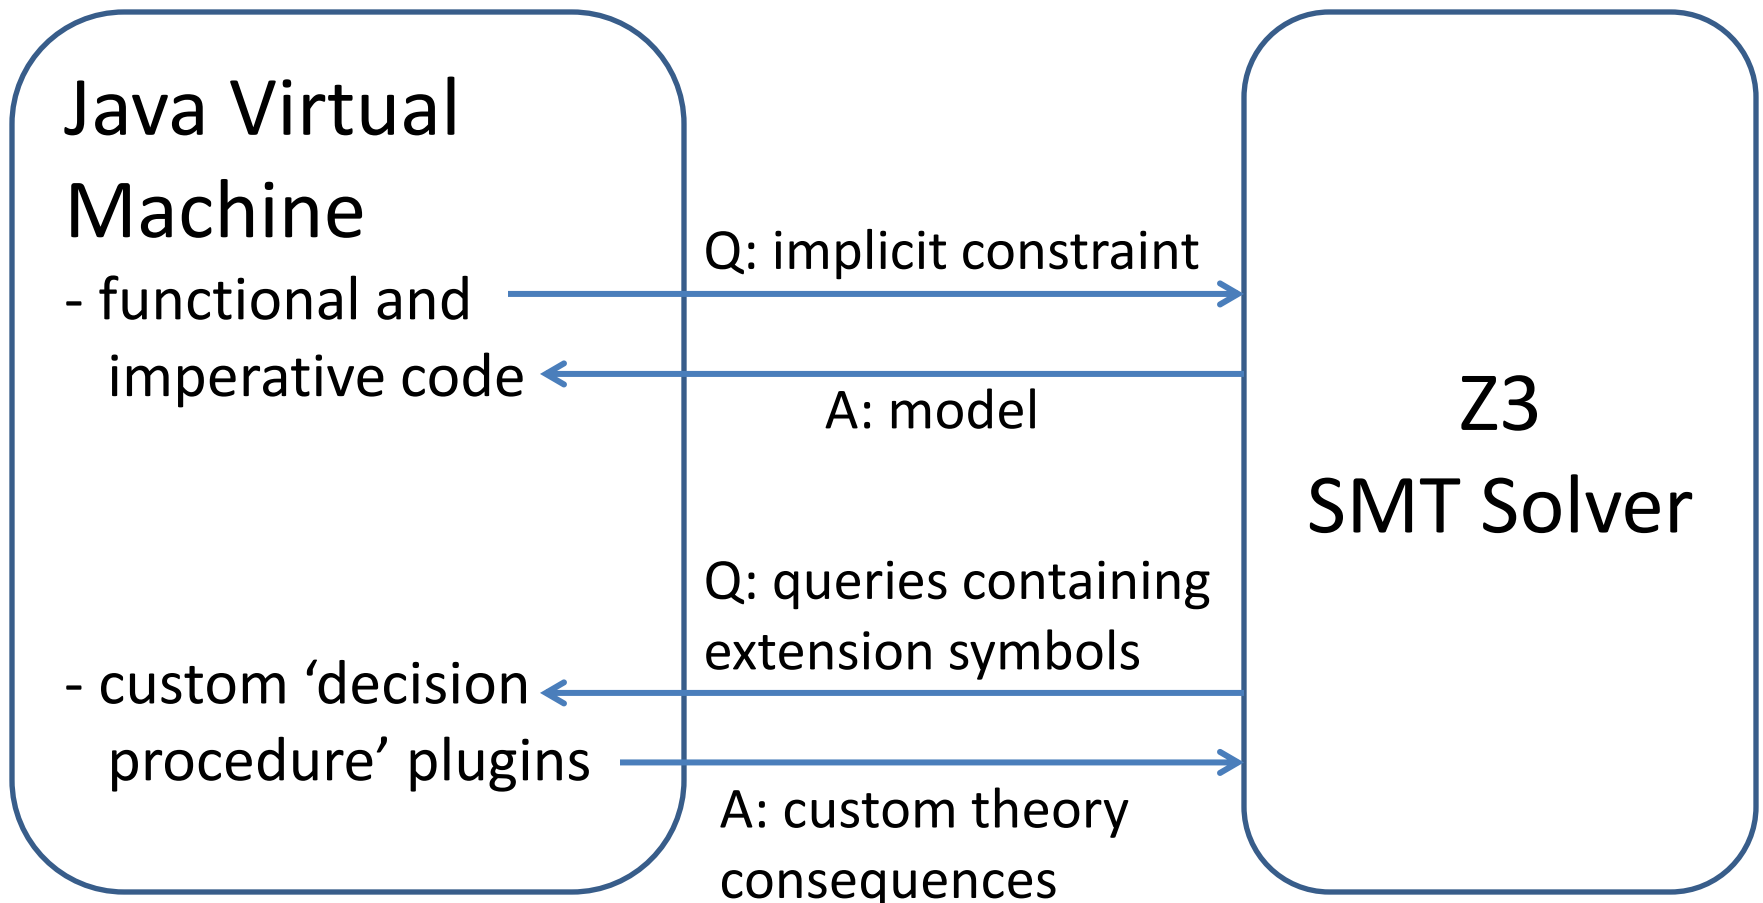 Java Virtual
Machine
- functional and
imperative code
- custom ‘decision
procedure’ plugins
Q: implicit constraint
A: model
Q: queries containing
extension symbols
A: custom theory
consequences
Z3
SMT Solver